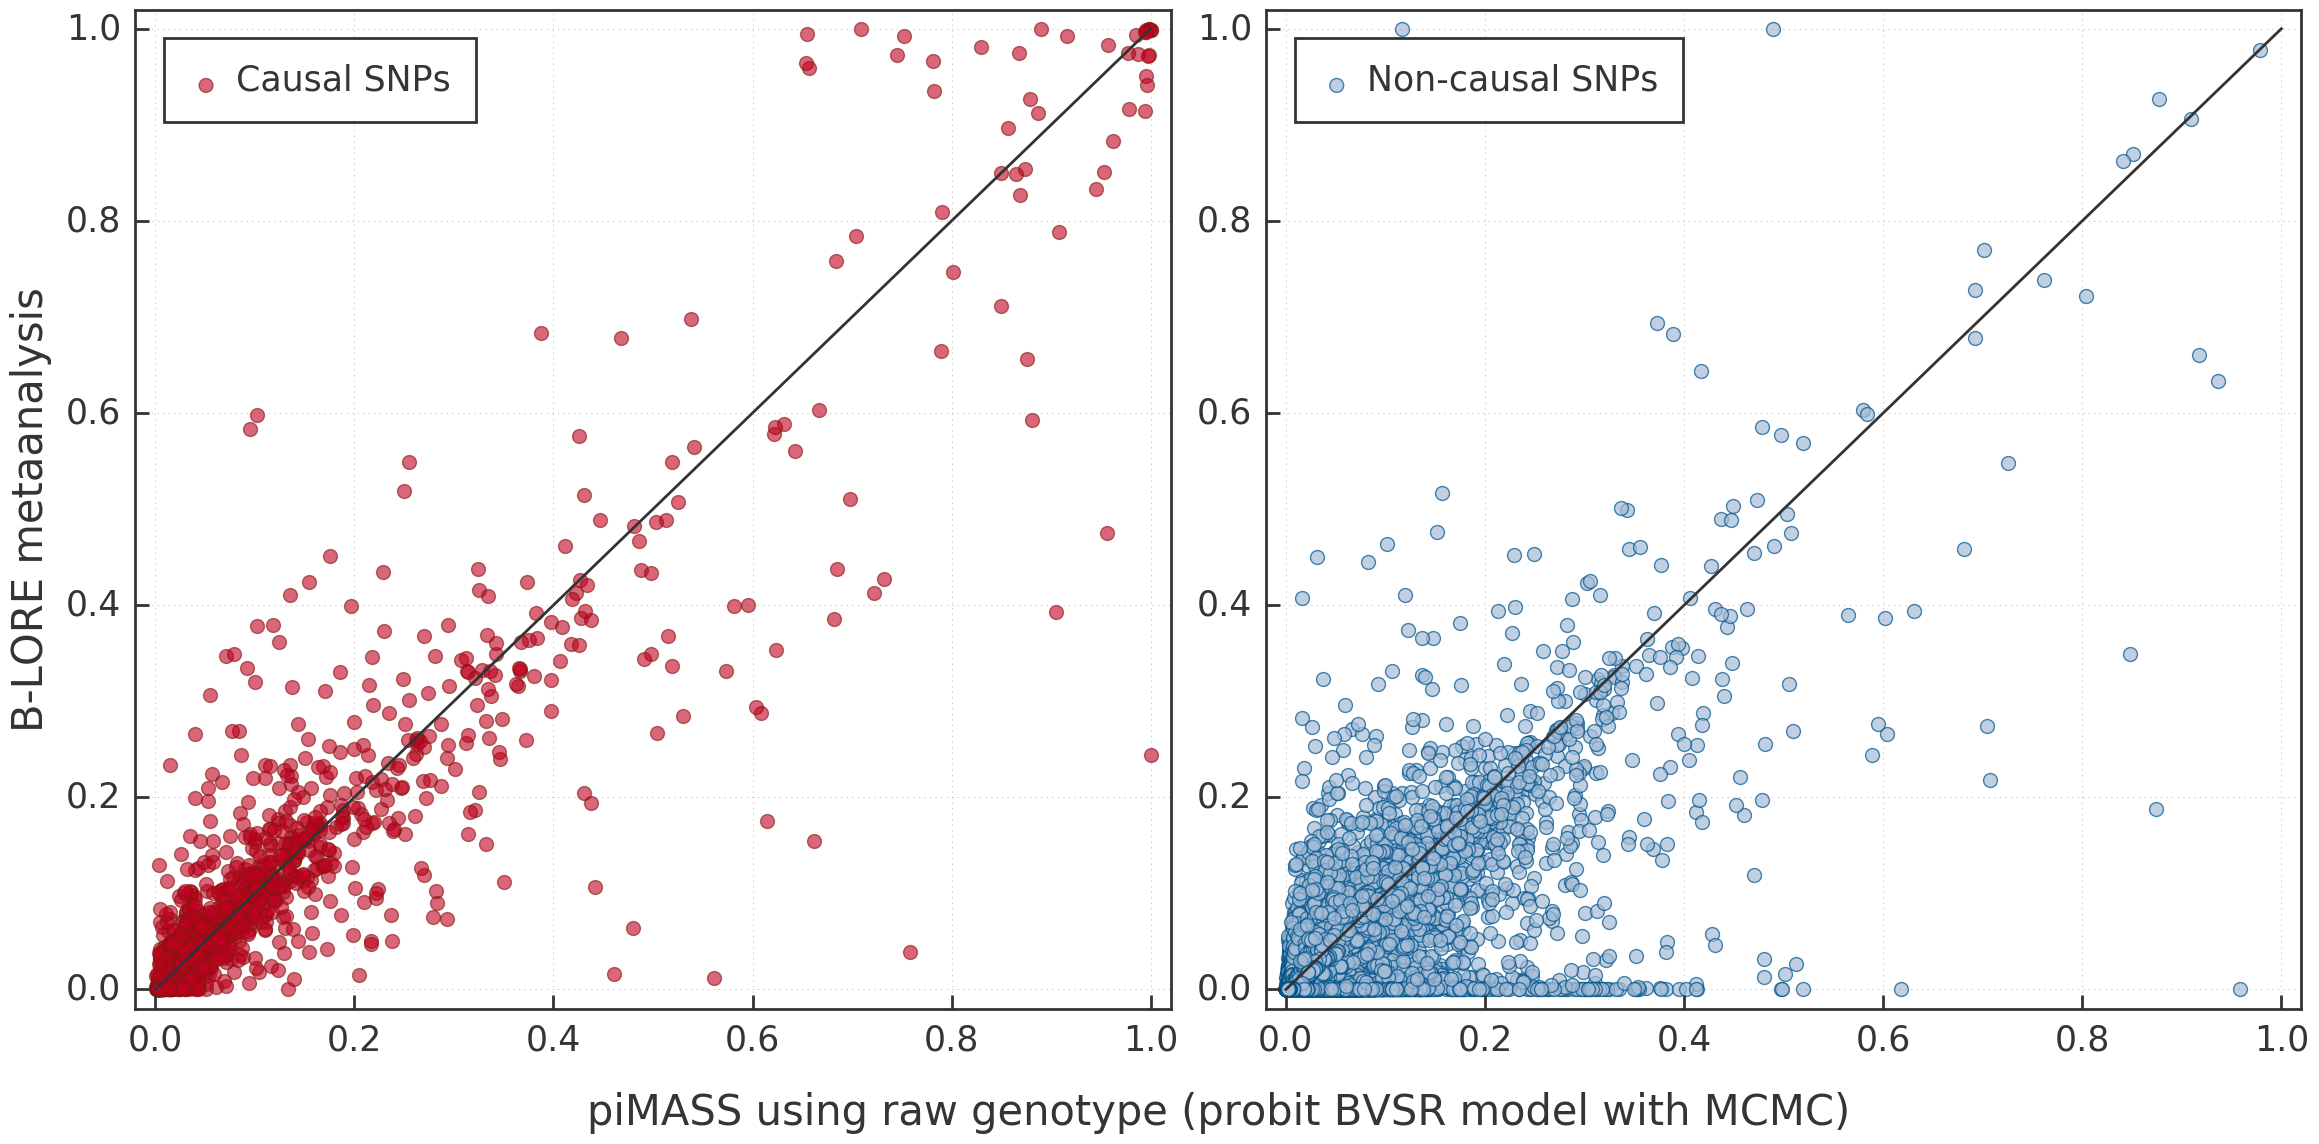 Causal SNPs
Non-causal SNPs
1.0
0.8
0.6
0.4
0.2
0.0
1.0
0.8
0.6
0.4
0.2
0.0
B-LORE metaanalysis
0.0 0.2 0.4 0.6 0.8 1.0
0.0 0.2 0.4 0.6 0.8 1.0
piMASS using raw genotype (probit BVSR model with MCMC)